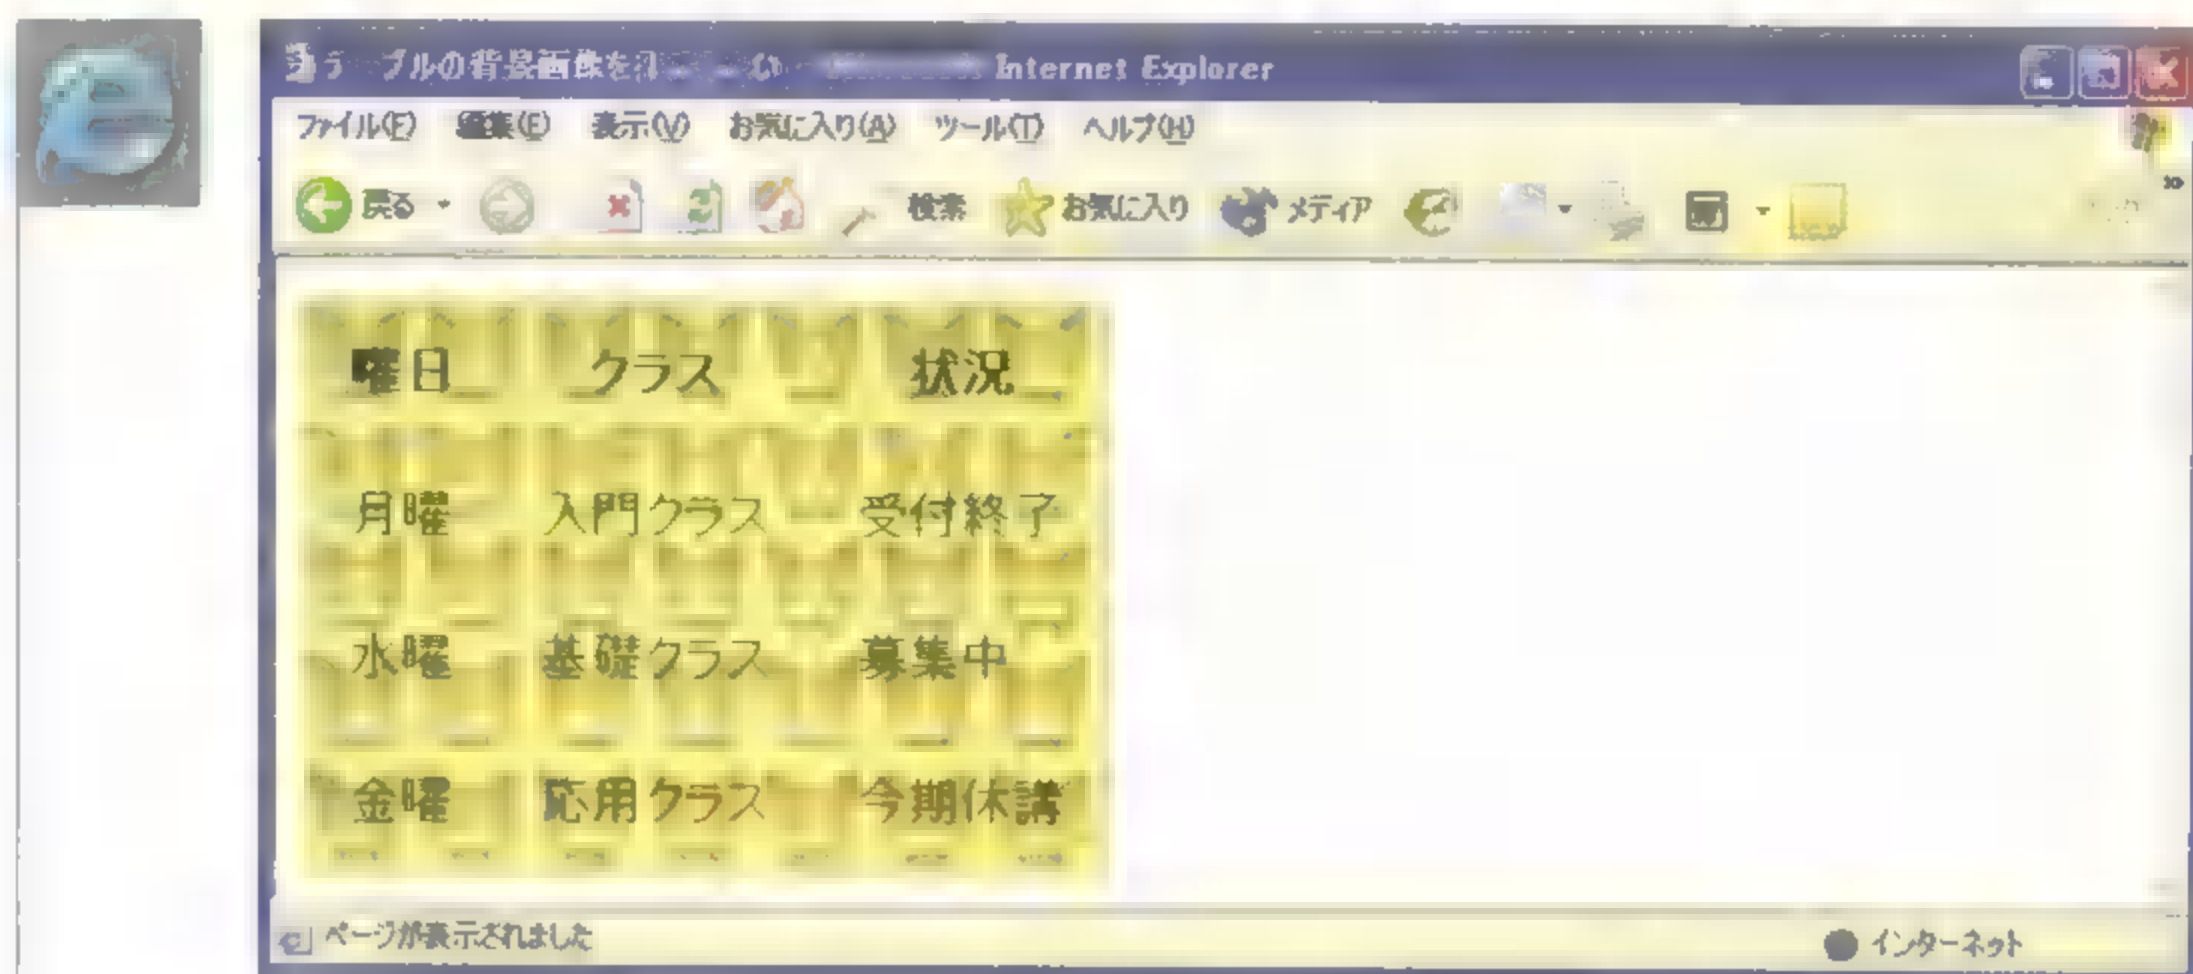 ブルの背景画像を Internet Explorer
ファイル(F) 編集(E) 表示(V) お気に入り(A) ツール(T) ヘルプ(H)
戻る 検索 お気に入り メディア »
曜日 クラス 状況
月曜 入門クラス 受付終了
水曜 基礎クラス 募集中
金曜 応用クラス 今期休講
ページが表示されました インターネット